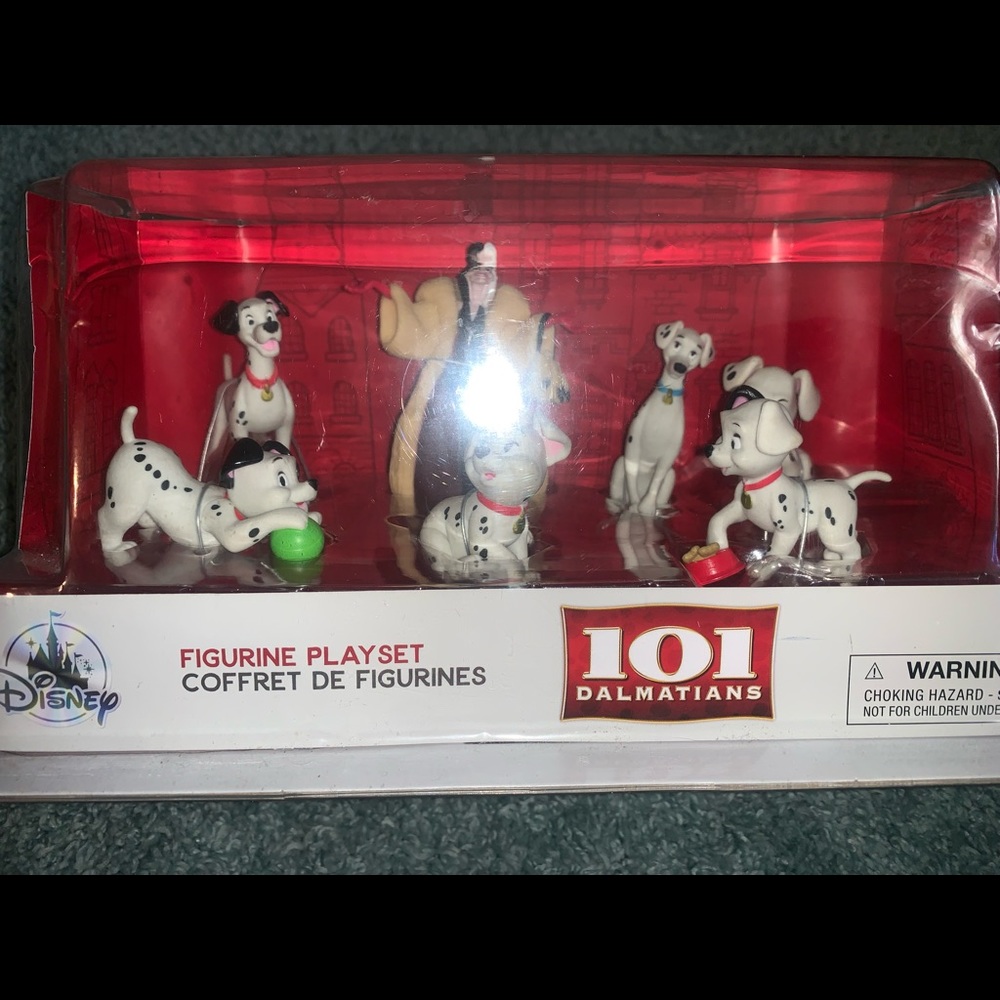 Disney
FIGURINE PLAYSET
COFFRET DE FIGURINES
101
DALMATIANS
WARNIN
CHOKING HAZARD - S
NOT FOR CHILDREN UNDE